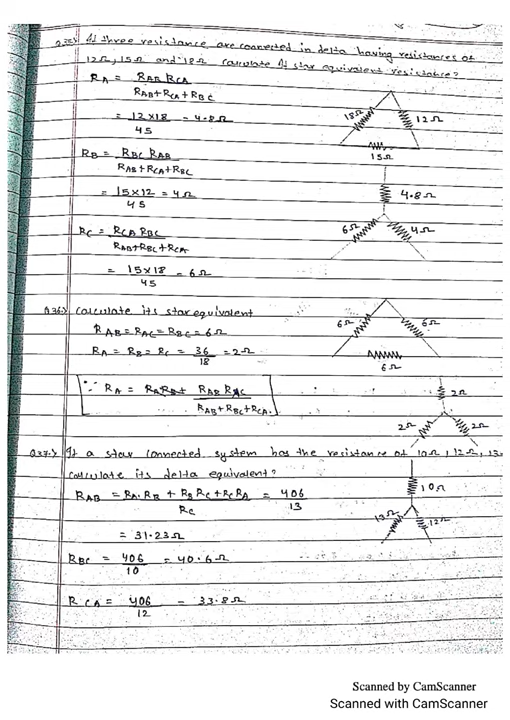 Q.35.) If three resistance are connected in delta having resistances of
12Ω, 15Ω and 18Ω calculate it star equivalent resistance?
RA = RAB RCA / RAB + RCA + RBC
18Ω 12Ω
15Ω
= 12×18 / 45 = 4.8Ω
RB = RBC RAB / RAB + RCA + RBC
= 15×12 / 45 = 4Ω
4.8Ω
6Ω 4Ω
RC = RCA RBC / RAB + RBC + RCA
= 15×18 / 45 = 6Ω
Q.36.) calculate its star equivalent
RAB = RAC = RBC = 6Ω
6Ω 6Ω
6Ω
RA = RB = RC = 36 / 18 = 2Ω
∵ RA = RAB RAC / RAB + RBC + RCA
2Ω
2Ω 2Ω
Q.37.) If a star connected system has the resistance of 10Ω, 12Ω, 13
calculate its delta equivalent?
RAB = RA RB + RB RC + RC RA / RC = 406 / 13
10Ω
13Ω 12Ω
= 31.23Ω
RBC = 406 / 10 = 40.6Ω
RCA = 406 / 12 = 33.8Ω
Scanned by CamScanner
Scanned with CamScanner